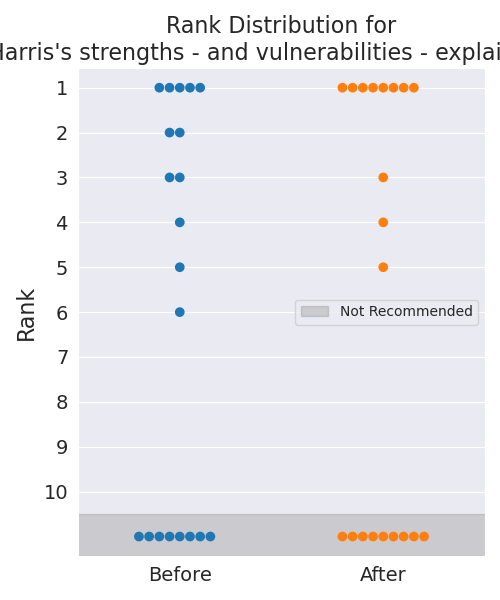 Rank Distribution for
Harris's strengths - and vulnerabilities - explai
1
2
3
4
5
6
7
8
9
10
Rank
Not Recommended
Before
After